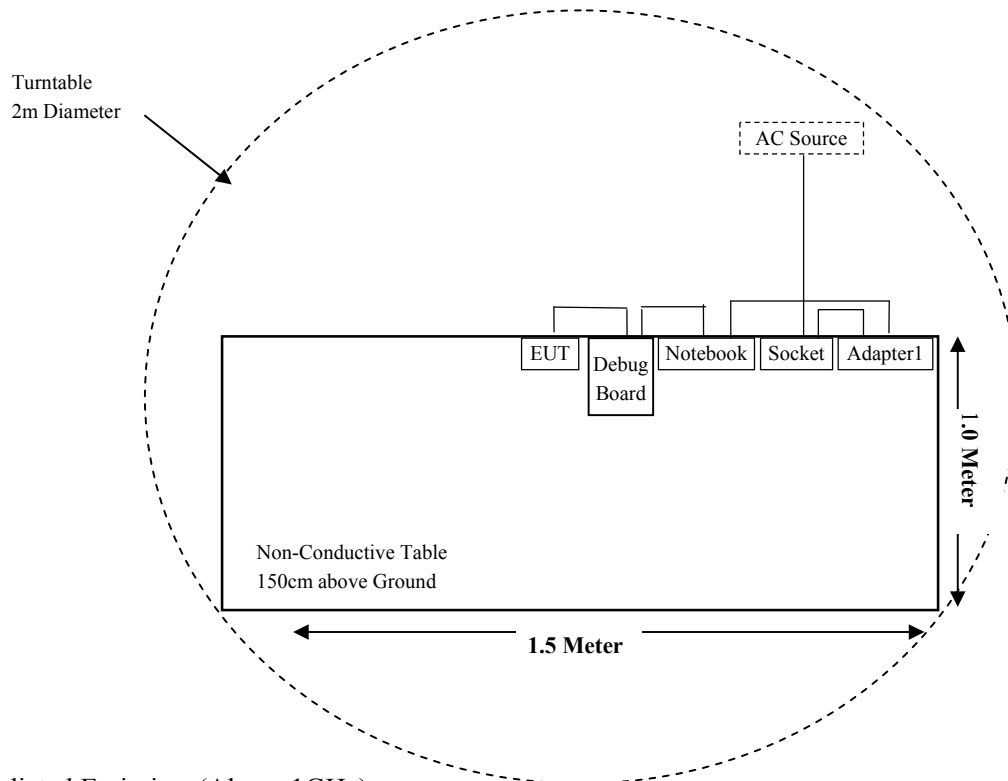 Turntable
2m Diameter
AC Source
EUT
Debug
Board
Notebook
Socket
Adapter1
1.0 Meter
Non-Conductive Table
150cm above Ground
1.5 Meter